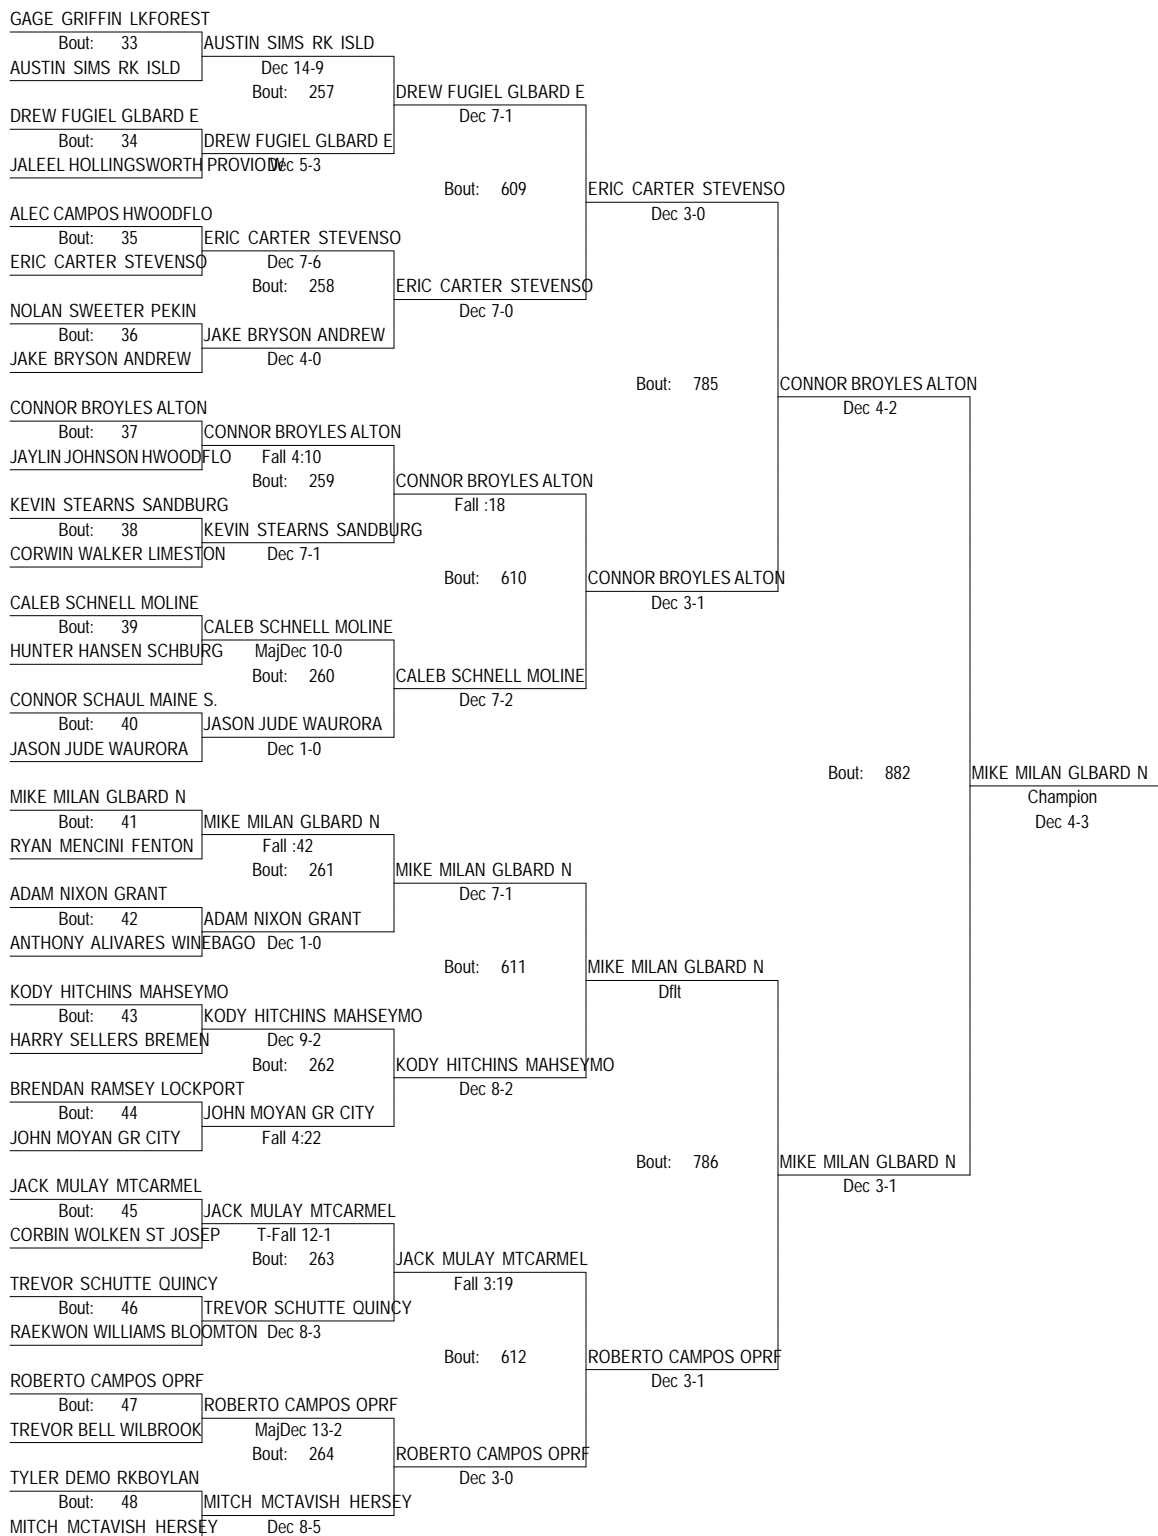 GAGE GRIFFIN LKFOREST
Bout: 33 AUSTIN SIMS RK ISLD
AUSTIN SIMS RK ISLD Dec 14-9
Bout: 257 DREW FUGIEL GLBARD E
DREW FUGIEL GLBARD E Dec 7-1
Bout: 34 DREW FUGIEL GLBARD E
JALEEL HOLLINGSWORTH PROVIODW Dec 5-3
Bout: 609 ERIC CARTER STEVENSO
ALEC CAMPOS HWOODFLO Dec 3-0
Bout: 35 ERIC CARTER STEVENSO
ERIC CARTER STEVENSO Dec 7-6
Bout: 258 ERIC CARTER STEVENSO
NOLAN SWEETER PEKIN Dec 7-0
Bout: 36 JAKE BRYSON ANDREW
JAKE BRYSON ANDREW Dec 4-0
Bout: 785 CONNOR BROYLES ALTON
CONNOR BROYLES ALTON Dec 4-2
Bout: 37 CONNOR BROYLES ALTON
JAYLIN JOHNSON HWOODFLO Fall 4:10
Bout: 259 CONNOR BROYLES ALTON
KEVIN STEARNS SANDBURG Fall :18
Bout: 38 KEVIN STEARNS SANDBURG
CORWIN WALKER LIMESTON Dec 7-1
Bout: 610 CONNOR BROYLES ALTON
CALEB SCHNELL MOLINE Dec 3-1
Bout: 39 CALEB SCHNELL MOLINE
HUNTER HANSEN SCHBURG MajDec 10-0
Bout: 260 CALEB SCHNELL MOLINE
CONNOR SCHAUL MAINE S. Dec 7-2
Bout: 40 JASON JUDE WAURORA
JASON JUDE WAURORA Dec 1-0
Bout: 882 MIKE MILAN GLBARD N
MIKE MILAN GLBARD N Champion
Bout: 41 MIKE MILAN GLBARD N Dec 4-3
RYAN MENCINI FENTON Fall :42
Bout: 261 MIKE MILAN GLBARD N
ADAM NIXON GRANT Dec 7-1
Bout: 42 ADAM NIXON GRANT
ANTHONY ALIVARES WINEBAGO Dec 1-0
Bout: 611 MIKE MILAN GLBARD N
KODY HITCHINS MAHSEYMO Dflt
Bout: 43 KODY HITCHINS MAHSEYMO
HARRY SELLERS BREMEN Dec 9-2
Bout: 262 KODY HITCHINS MAHSEYMO
BRENDAN RAMSEY LOCKPORT Dec 8-2
Bout: 44 JOHN MOYAN GR CITY
JOHN MOYAN GR CITY Fall 4:22
Bout: 786 MIKE MILAN GLBARD N
JACK MULAY MTCARMEL Dec 3-1
Bout: 45 JACK MULAY MTCARMEL
CORBIN WOLKEN ST JOSEP T-Fall 12-1
Bout: 263 JACK MULAY MTCARMEL
TREVOR SCHUTTE QUINCY Fall 3:19
Bout: 46 TREVOR SCHUTTE QUINCY
RAEKWON WILLIAMS BLOOMTON Dec 8-3
Bout: 612 ROBERTO CAMPOS OPRF
ROBERTO CAMPOS OPRF Dec 3-1
Bout: 47 ROBERTO CAMPOS OPRF
TREVOR BELL WILBROOK MajDec 13-2
Bout: 264 ROBERTO CAMPOS OPRF
TYLER DEMO RKBOYLAN Dec 3-0
Bout: 48 MITCH MCTAVISH HERSEY
MITCH MCTAVISH HERSEY Dec 8-5